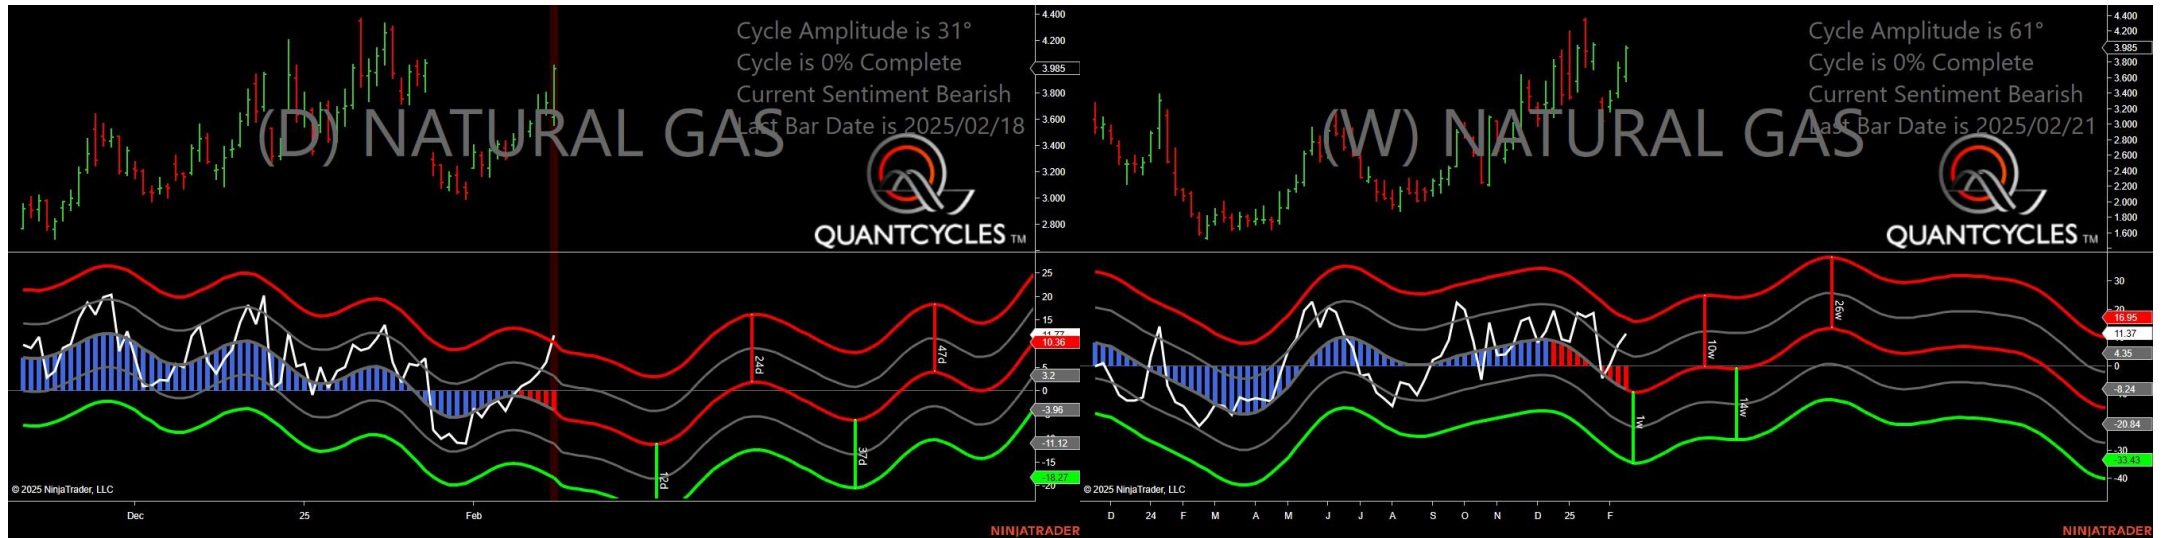 Cycle Amplitude is 31°
Cycle is 0% Complete
Current Sentiment Bearish
Last Bar Date is 2025/02/18
(D) NATURAL GAS
QUANTCYCLES TM
4.400
4.200
3.985
3.800
3.600
3.400
3.200
3.000
2.800
25
20
15
11.77
10.36
5
3.2
0
-3.96
-11.12
-15
-18.27
-20
12d
24d
37d
47d
© 2025 NinjaTrader, LLC
Dec
25
Feb
NINJATRADER
Cycle Amplitude is 61°
Cycle is 0% Complete
Current Sentiment Bearish
Last Bar Date is 2025/02/21
(W) NATURAL GAS
QUANTCYCLES TM
4.400
4.200
3.985
3.800
3.600
3.400
3.200
3.000
2.800
2.600
2.400
2.200
2.000
1.800
1.600
30
20
16.95
11.37
4.35
0
-8.24
-20.84
-30
-33.43
-40
1w
10w
14w
26w
© 2025 NinjaTrader, LLC
D 24 F M A M J J A S O N D 25 F
NINJATRADER